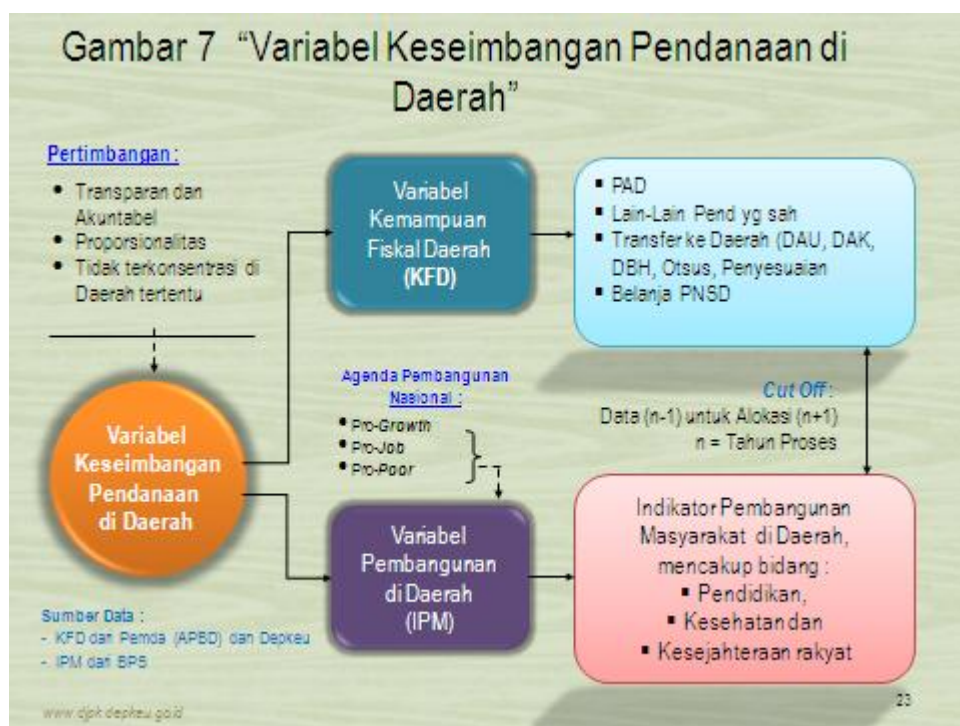 Gambar 7 “Variabel Keseimbangan Pendanaan di
Daerah”
Pertimbangan :
• Transparan dan
Akuntabel
• Proporsionalitas
• Tidak terkonsentrasi di
Daerah tertentu
Variabel
Kemampuan
Fiskal Daerah
(KFD)
▪ PAD
▪ Lain-Lain Pend yg sah
▪ Transfer ke Daerah (DAU, DAK,
DBH, Otsus, Penyesuaian
▪ Belanja PNSD
Variabel
Keseimbangan
Pendanaan
di Daerah
Agenda Pembangunan
Nasional :
• Pro-Growth
• Pro-Job
• Pro-Poor
Cut Off :
Data (n-1) untuk Alokasi (n+1)
n = Tahun Proses
Variabel
Pembangunan
di Daerah
(IPM)
Indikator Pembangunan
Masyarakat di Daerah,
mencakup bidang :
▪ Pendidikan,
▪ Kesehatan dan
▪ Kesejahteraan rakyat
Sumber Data :
- KFD dari Pemda (APBD) dan Depkeu
- IPM dari BPS
www.djpk.depkeu.go.id
23